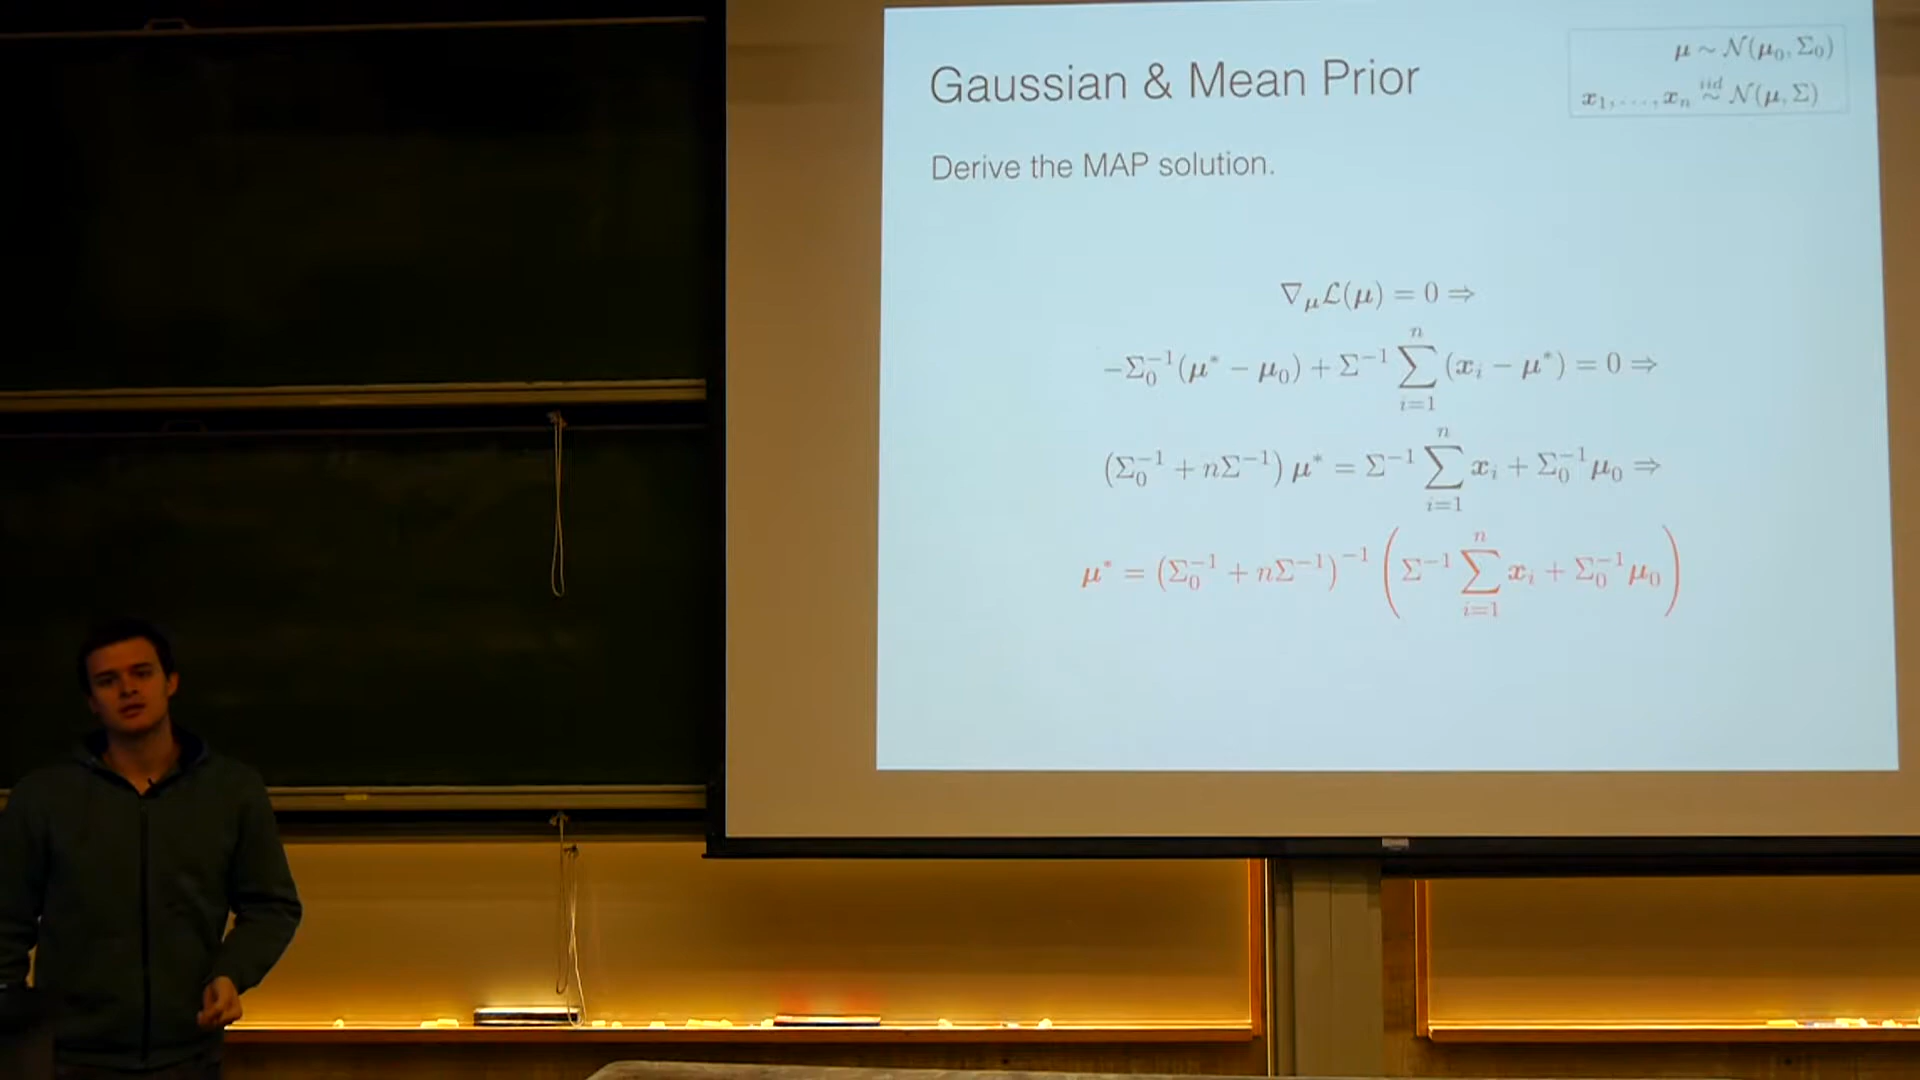 Gaussian & Mean Prior
μ ∼ N(μ₀, Σ₀)
x₁, . . . , xₙ iid∼ N(μ, Σ)
Derive the MAP solution.
∇_μ L(μ) = 0 ⇒
−Σ₀⁻¹(μ* − μ₀) + Σ⁻¹ ∑ᵢ₌₁ⁿ (xᵢ − μ*) = 0 ⇒
(Σ₀⁻¹ + nΣ⁻¹) μ* = Σ⁻¹ ∑ᵢ₌₁ⁿ xᵢ + Σ₀⁻¹μ₀ ⇒
μ* = (Σ₀⁻¹ + nΣ⁻¹)⁻¹ (Σ⁻¹ ∑ᵢ₌₁ⁿ xᵢ + Σ₀⁻¹μ₀)